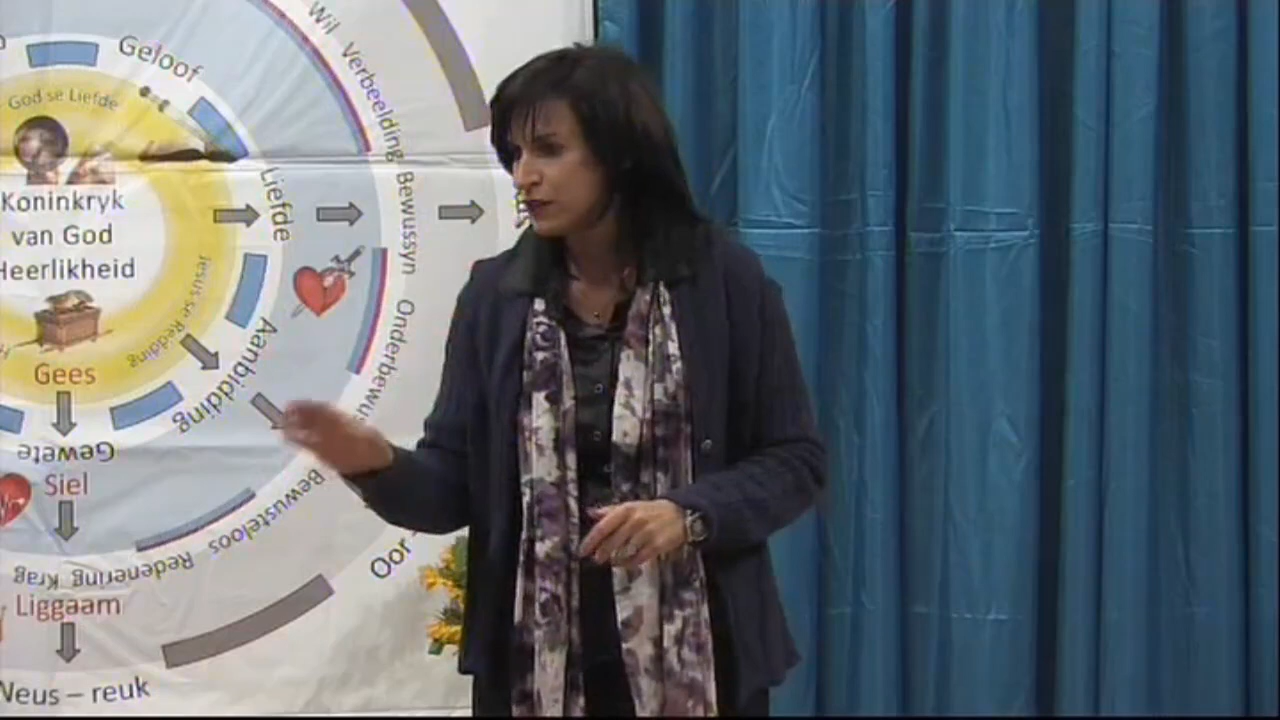 Geloof
Wil Verbeelding Bewussyn Onderbewu
God se Liefde
Liefde
Koninkryk
van God
Heerlikheid
Jesus se Redding
Aanbidding
Gees
Gewete
Siel
Bewusteloos Redenering Krag
Oor-
Liggaam
Neus – reuk